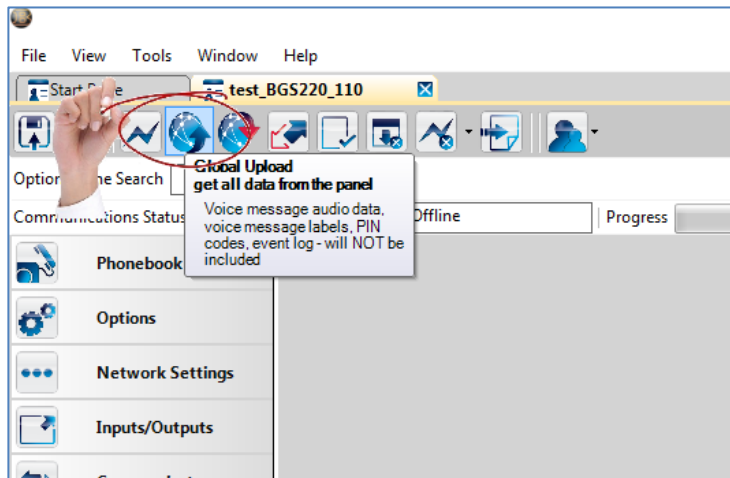 File View Tools Window Help
Start test_BGS220_110
Global Upload
get all data from the panel
Search
Voice message audio data,
voice message labels, PIN
codes, event log - will NOT be
included
Communications Status Offline Progress
Phonebook
Options
Network Settings
Inputs/Outputs